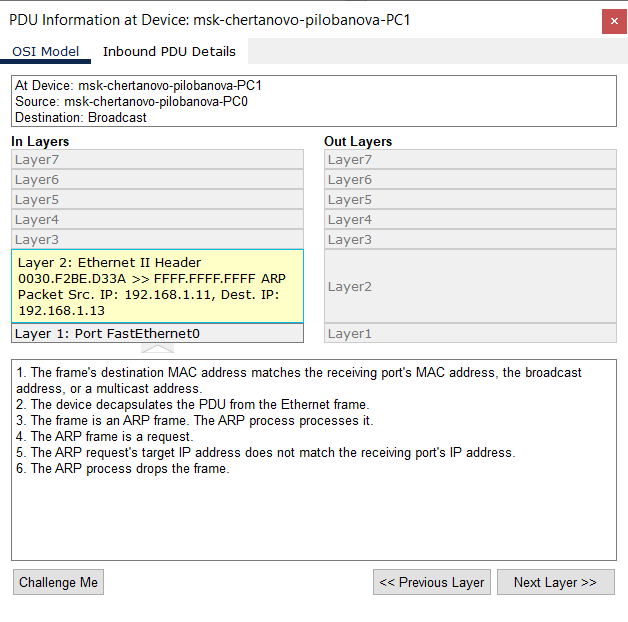 PDU Information at Device: msk-chertanovo-pilobanova-PC1
×
OSI Model Inbound PDU Details
At Device: msk-chertanovo-pilobanova-PC1
Source: msk-chertanovo-pilobanova-PC0
Destination: Broadcast
In Layers
Layer7
Layer6
Layer5
Layer4
Layer3
Layer 2: Ethernet II Header
0030.F2BE.D33A >> FFFF.FFFF.FFFF ARP
Packet Src. IP: 192.168.1.11, Dest. IP:
192.168.1.13
Layer 1: Port FastEthernet0
Out Layers
Layer7
Layer6
Layer5
Layer4
Layer3
Layer2
Layer1
1. The frame's destination MAC address matches the receiving port's MAC address, the broadcast
address, or a multicast address.
2. The device decapsulates the PDU from the Ethernet frame.
3. The frame is an ARP frame. The ARP process processes it.
4. The ARP frame is a request.
5. The ARP request's target IP address does not match the receiving port's IP address.
6. The ARP process drops the frame.
Challenge Me
<< Previous Layer
Next Layer >>